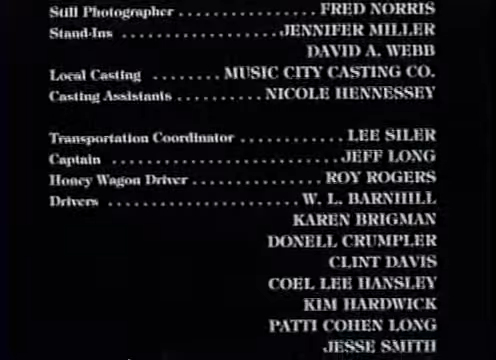 Still Photographer . . . . . . . . . . . . . . . . FRED NORRIS
Stand-Ins . . . . . . . . . . . . . . . . . . . JENNIFER MILLER
DAVID A. WEBB
Local Casting . . . . . . . . MUSIC CITY CASTING CO.
Casting Assistants . . . . . . . . . . NICOLE HENNESSEY
Transportation Coordinator . . . . . . . . . . . . LEE SILER
Captain . . . . . . . . . . . . . . . . . . . . . . . . . JEFF LONG
Honey Wagon Driver . . . . . . . . . . . . . . ROY ROGERS
Drivers . . . . . . . . . . . . . . . . . . . . . W. L. BARNHILL
KAREN BRIGMAN
DONELL CRUMPLER
CLINT DAVIS
COEL LEE HANSLEY
KIM HARDWICK
PATTI COHEN LONG
JESSE SMITH